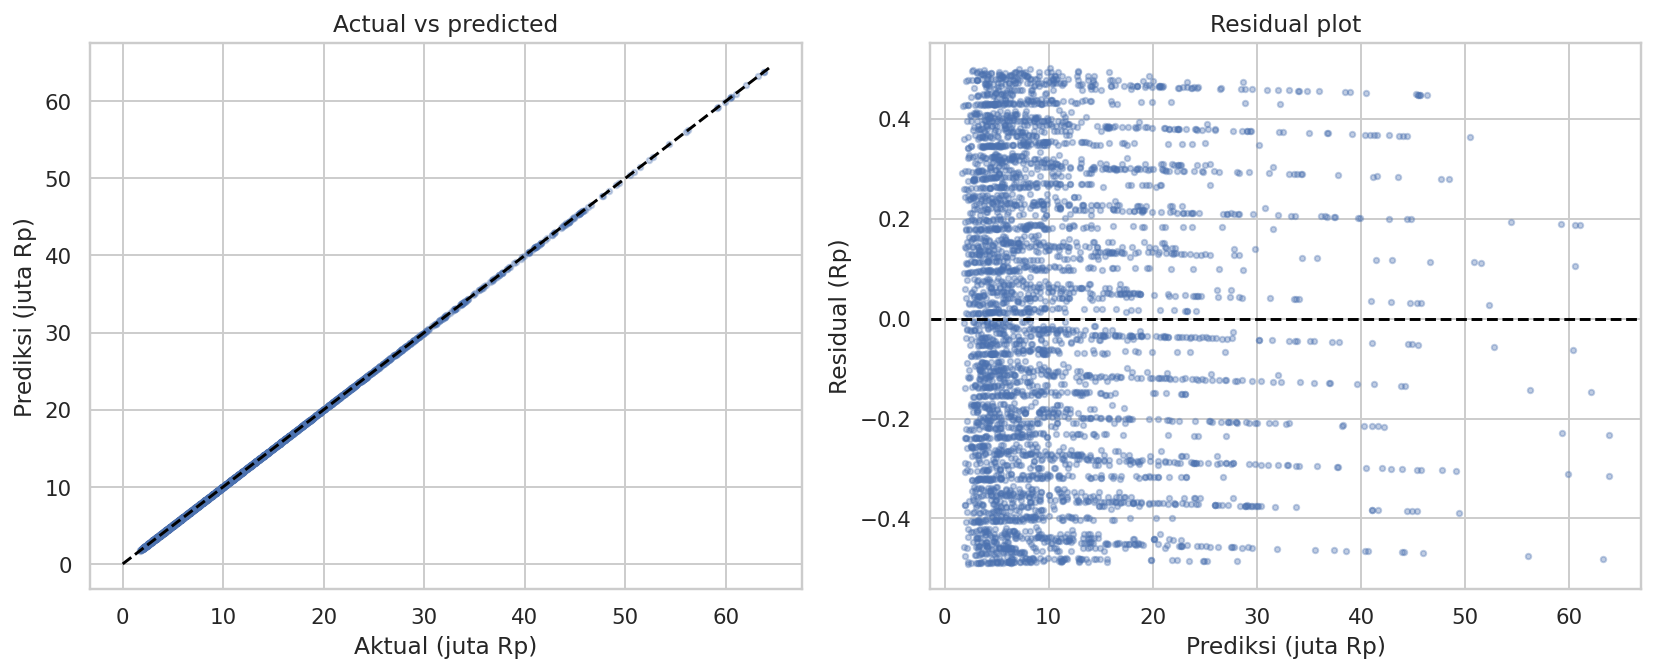 Actual vs predicted
Prediksi (juta Rp)
60
50
40
30
20
10
0
0 10 20 30 40 50 60
Aktual (juta Rp)
Residual plot
Residual (Rp)
0.4
0.2
0.0
−0.2
−0.4
0 10 20 30 40 50 60
Prediksi (juta Rp)